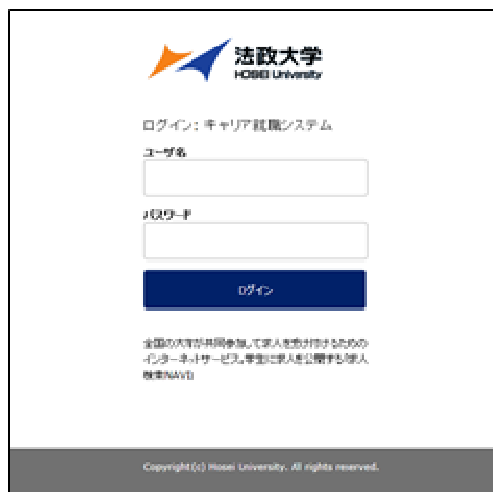 法政大学
HOSEI University
ログイン: キャリア就職システム
ユーザ名
パスワード
ログイン
全国の大学が共同参加して求人を受け付けるための
インターネットサービス。学生に求人を公開する「求人
検索NAVI」
Copyright(c) Hosei University. All rights reserved.